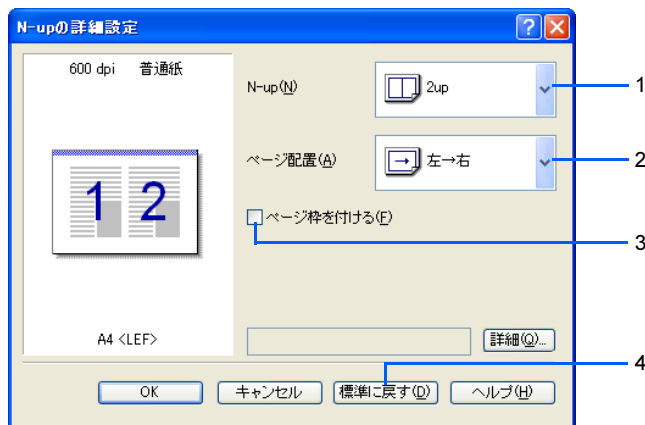 N-upの詳細設定
600 dpi 普通紙
N-up(N) 2up 1
ページ配置(A) 左→右 2
1 2
ページ枠を付ける(F)
3
A4 <LEF> 詳細(Q)...
4
OK キャンセル 標準に戻す(D) ヘルプ(H)